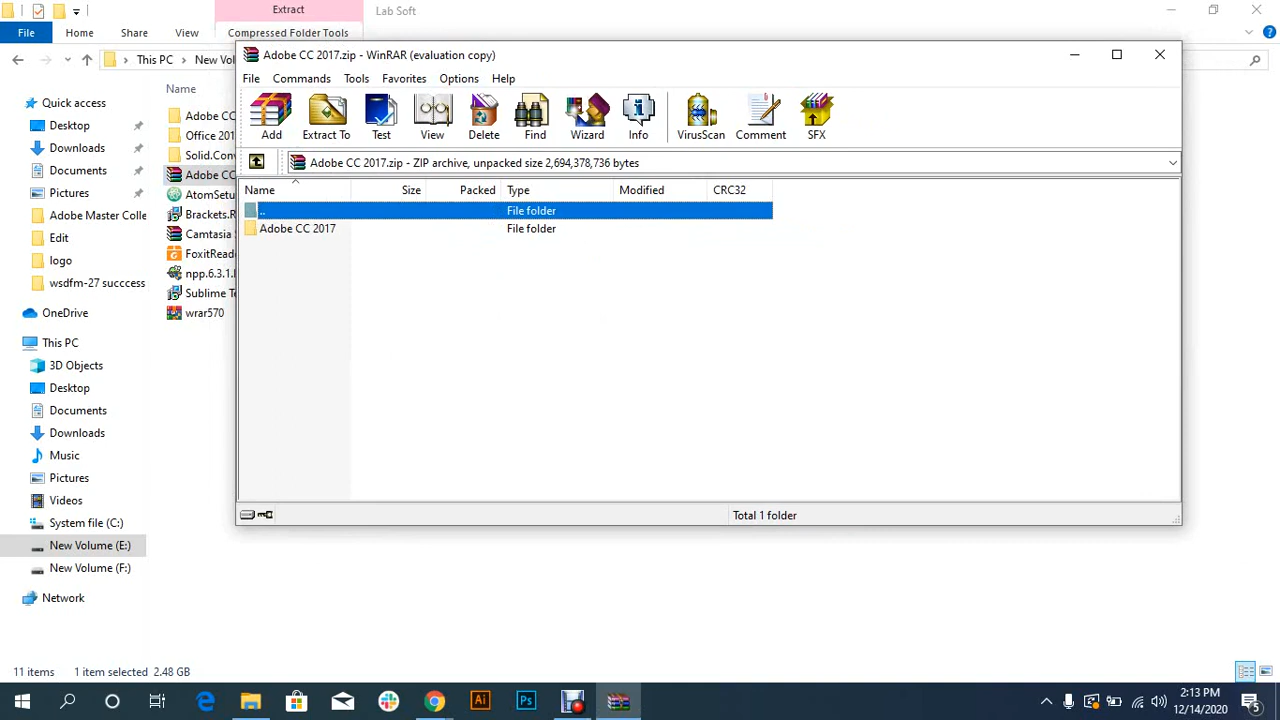 Extract
Lab Soft
File
Home
Share
View
Compressed Folder Tools
This PC
New Vol
Adobe CC 2017.zip - WinRAR (evaluation copy)
File
Commands
Tools
Favorites
Options
Help
Add
Extract To
Test
View
Delete
Find
Wizard
Info
VirusScan
Comment
SFX
Adobe CC 2017.zip - ZIP archive, unpacked size 2,694,378,736 bytes
Name
Size
Packed
Type
Modified
CRC32
..
File folder
Adobe CC 2017
File folder
Total 1 folder
Quick access
Desktop
Downloads
Documents
Pictures
Adobe Master Colle
Edit
logo
wsdfm-27 succcess
OneDrive
This PC
3D Objects
Desktop
Documents
Downloads
Music
Pictures
Videos
System file (C:)
New Volume (E:)
New Volume (F:)
Network
Name
Adobe CC
Office 201
Solid.Conv
Adobe CC
AtomSetu
Brackets.R
Camtasia S
FoxitReade
npp.6.3.1.I
Sublime Te
wrar570
11 items
1 item selected
2.48 GB
Ai
Ps
2:13 PM
12/14/2020
5